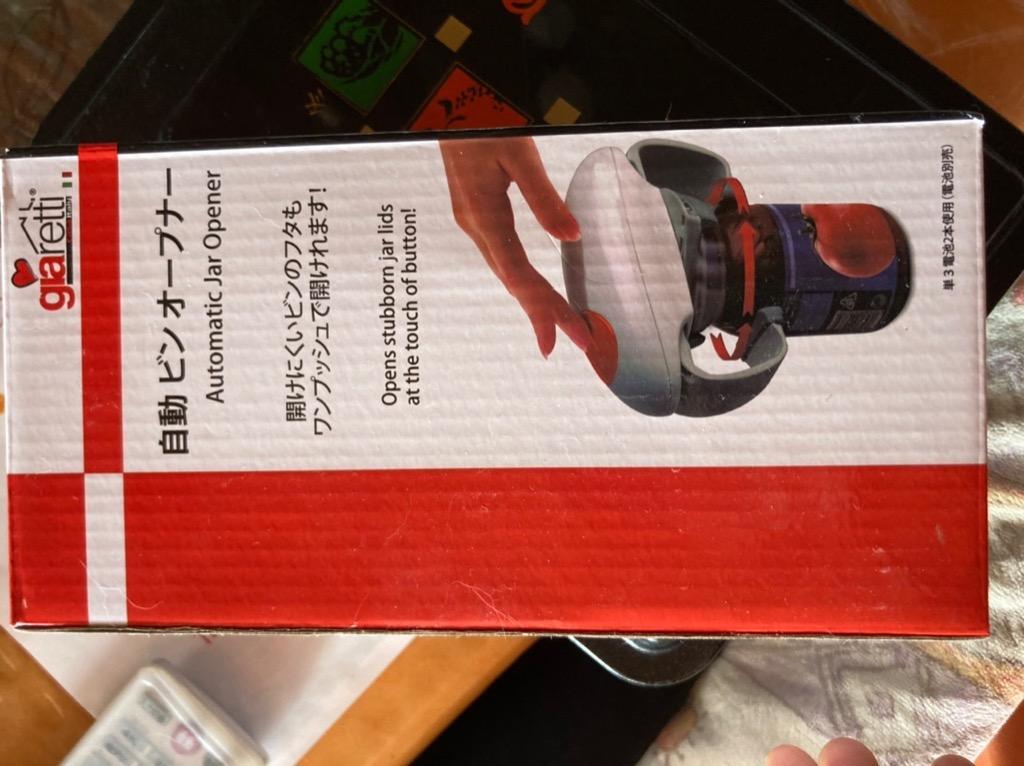 giaretti
自動 ビンオープナー
Automatic Jar Opener
開けにくいビンのフタも
ワンプッシュで開けれます!
Opens stubborn jar lids
at the touch of button!
単3電池2本使用(電池別売)